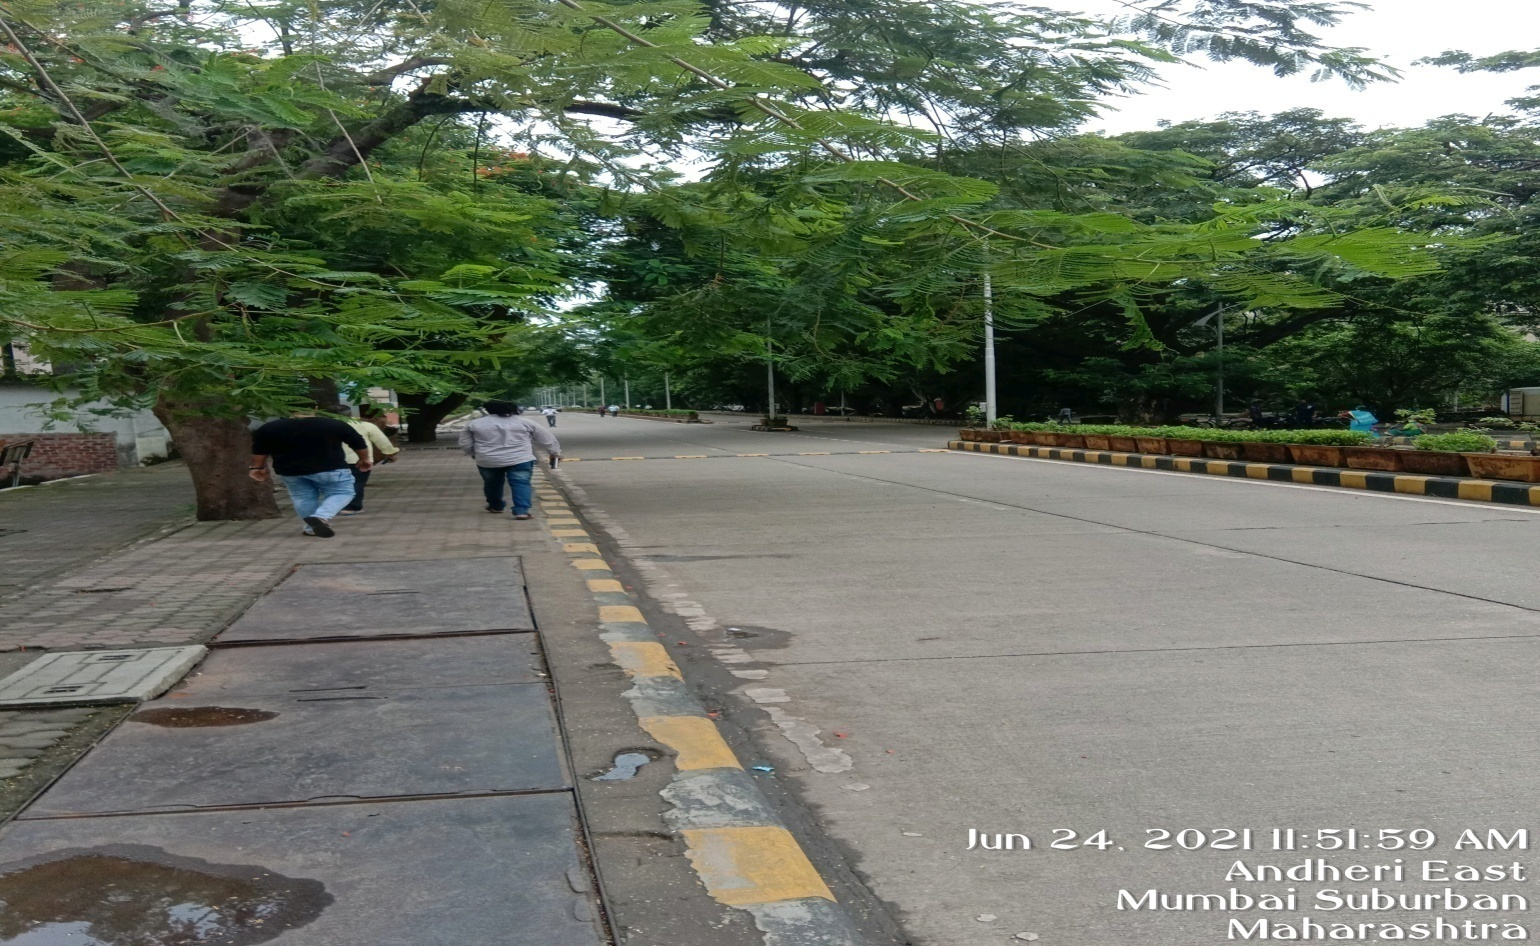 Jun 24, 2021 11:51:59 AM
Andheri East
Mumbai Suburban
Maharashtra